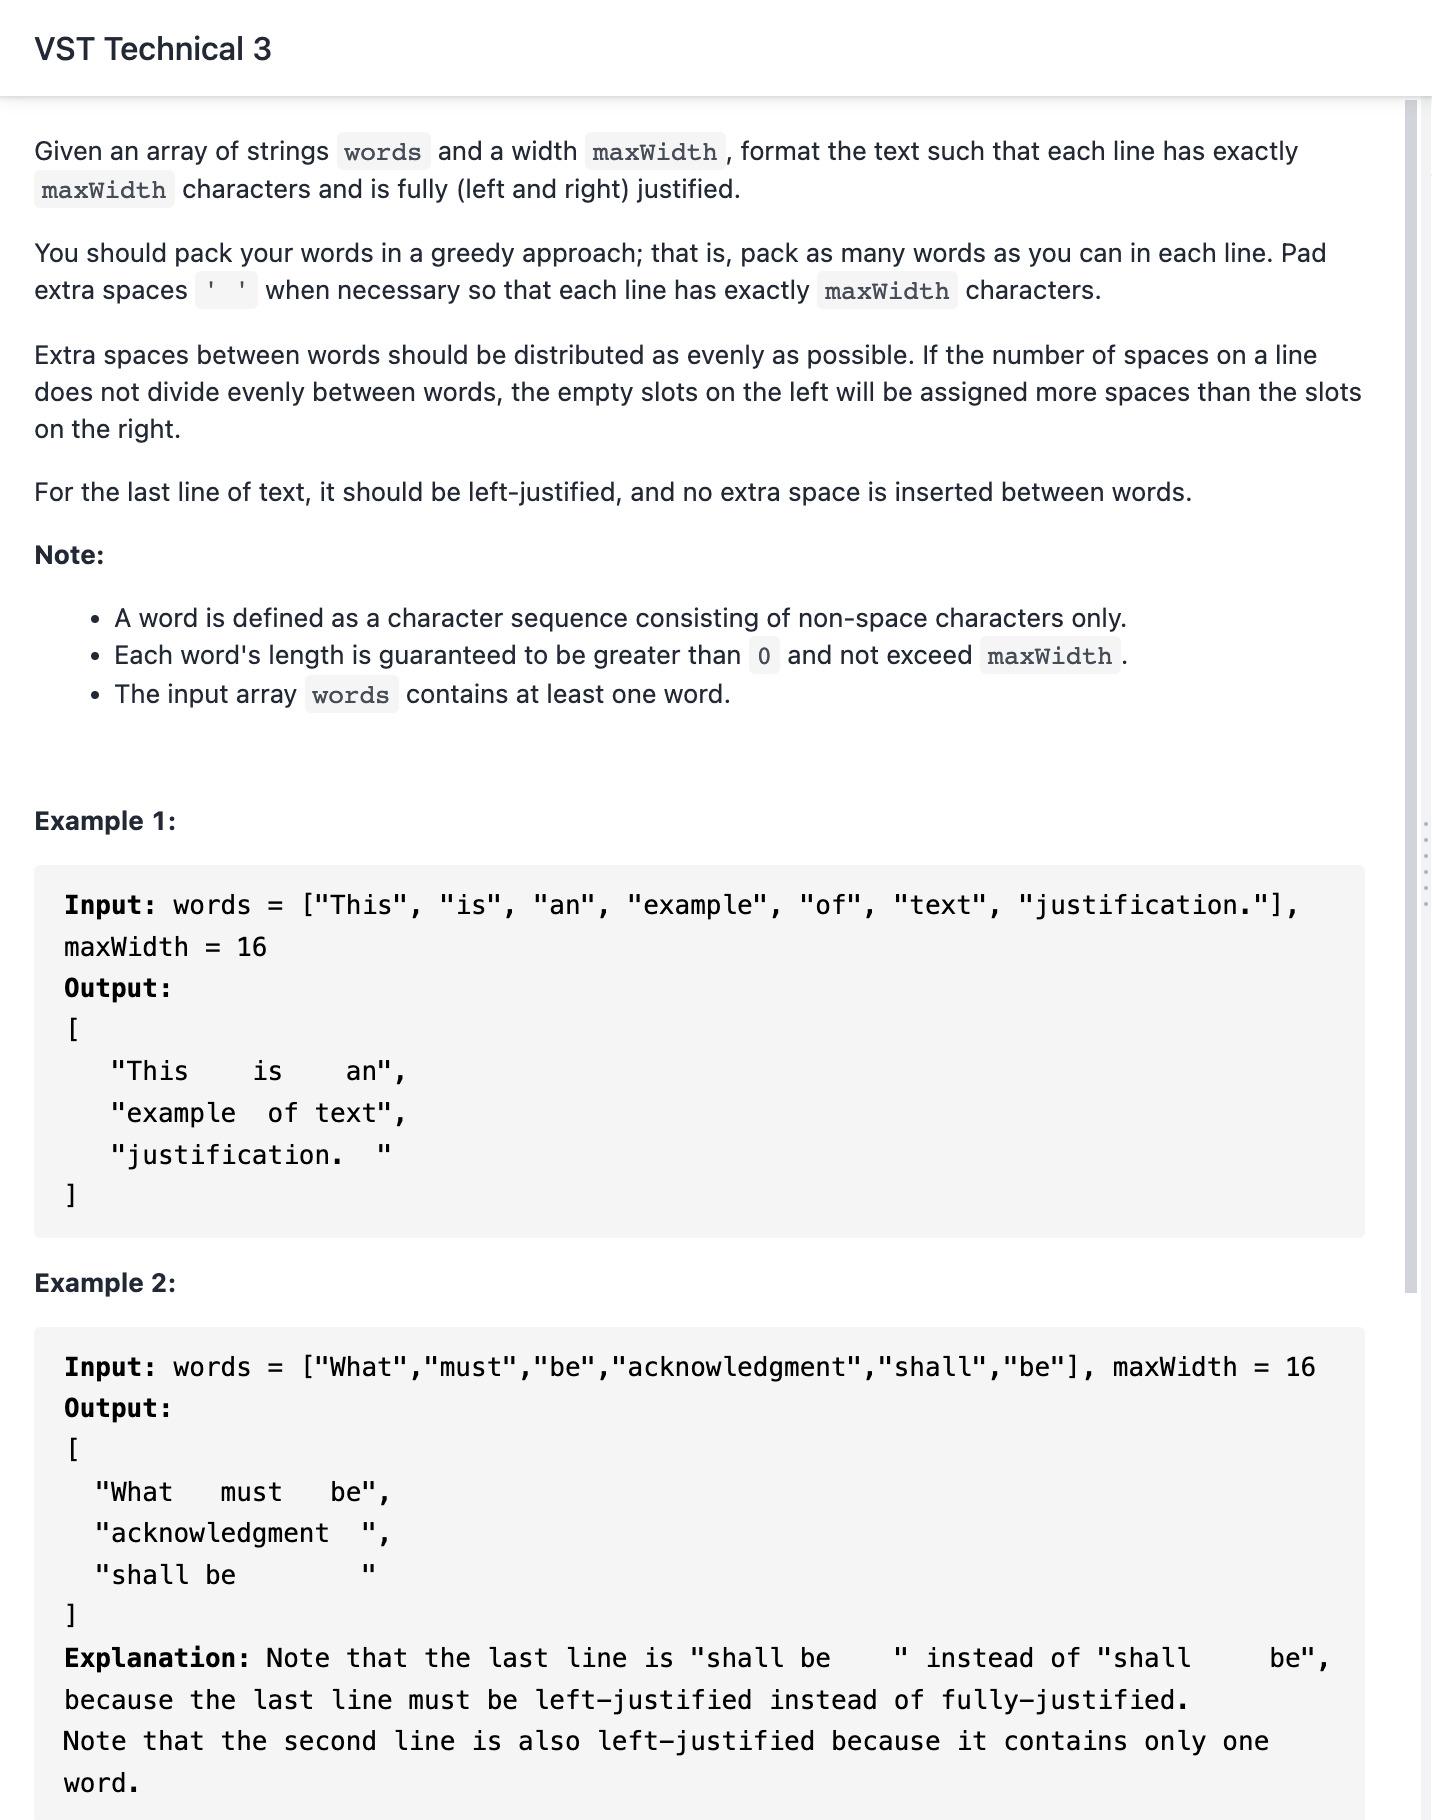 VST Technical 3
Given an array of strings words and a width maxWidth, format the text such that each line has exactly
maxWidth characters and is fully (left and right) justified.
You should pack your words in a greedy approach; that is, pack as many words as you can in each line. Pad
extra spaces ' ' when necessary so that each line has exactly maxWidth characters.
Extra spaces between words should be distributed as evenly as possible. If the number of spaces on a line
does not divide evenly between words, the empty slots on the left will be assigned more spaces than the slots
on the right.
For the last line of text, it should be left-justified, and no extra space is inserted between words.
Note:
• A word is defined as a character sequence consisting of non-space characters only.
• Each word's length is guaranteed to be greater than 0 and not exceed maxWidth.
• The input array words contains at least one word.
Example 1:
Input: words = ["This", "is", "an", "example", "of", "text", "justification."],
maxWidth = 16
Output:
[
   "This    is    an",
   "example  of text",
   "justification.  "
]
Example 2:
Input: words = ["What","must","be","acknowledgment","shall","be"], maxWidth = 16
Output:
[
  "What   must   be",
  "acknowledgment  ",
  "shall be        "
]
Explanation: Note that the last line is "shall be    " instead of "shall     be",
because the last line must be left-justified instead of fully-justified.
Note that the second line is also left-justified because it contains only one
word.